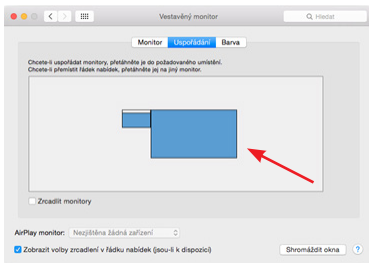 Vestavěný monitor
Hledat
Monitor Uspořádání Barva
Chcete-li uspořádat monitory, přetáhněte je do požadovaného umístění.
Chcete-li přemístit řádek nabídek, přetáhněte jej na jiný monitor.
Zrcadlit monitory
AirPlay monitor: Nezjištěna žádná zařízení
Zobrazit volby zrcadlení v řádku nabídek (jsou-li k dispozici)
Shromáždit okna ?